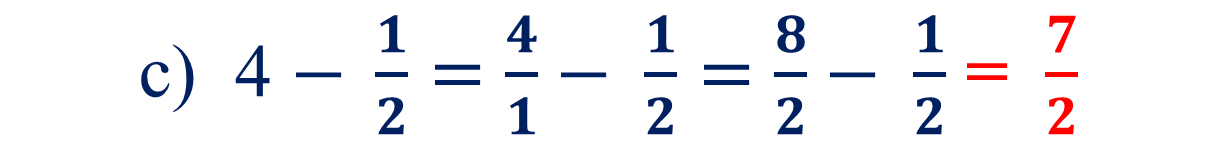 c) 4 − 1/2 = 4/1 − 1/2 = 8/2 − 1/2 = 7/2